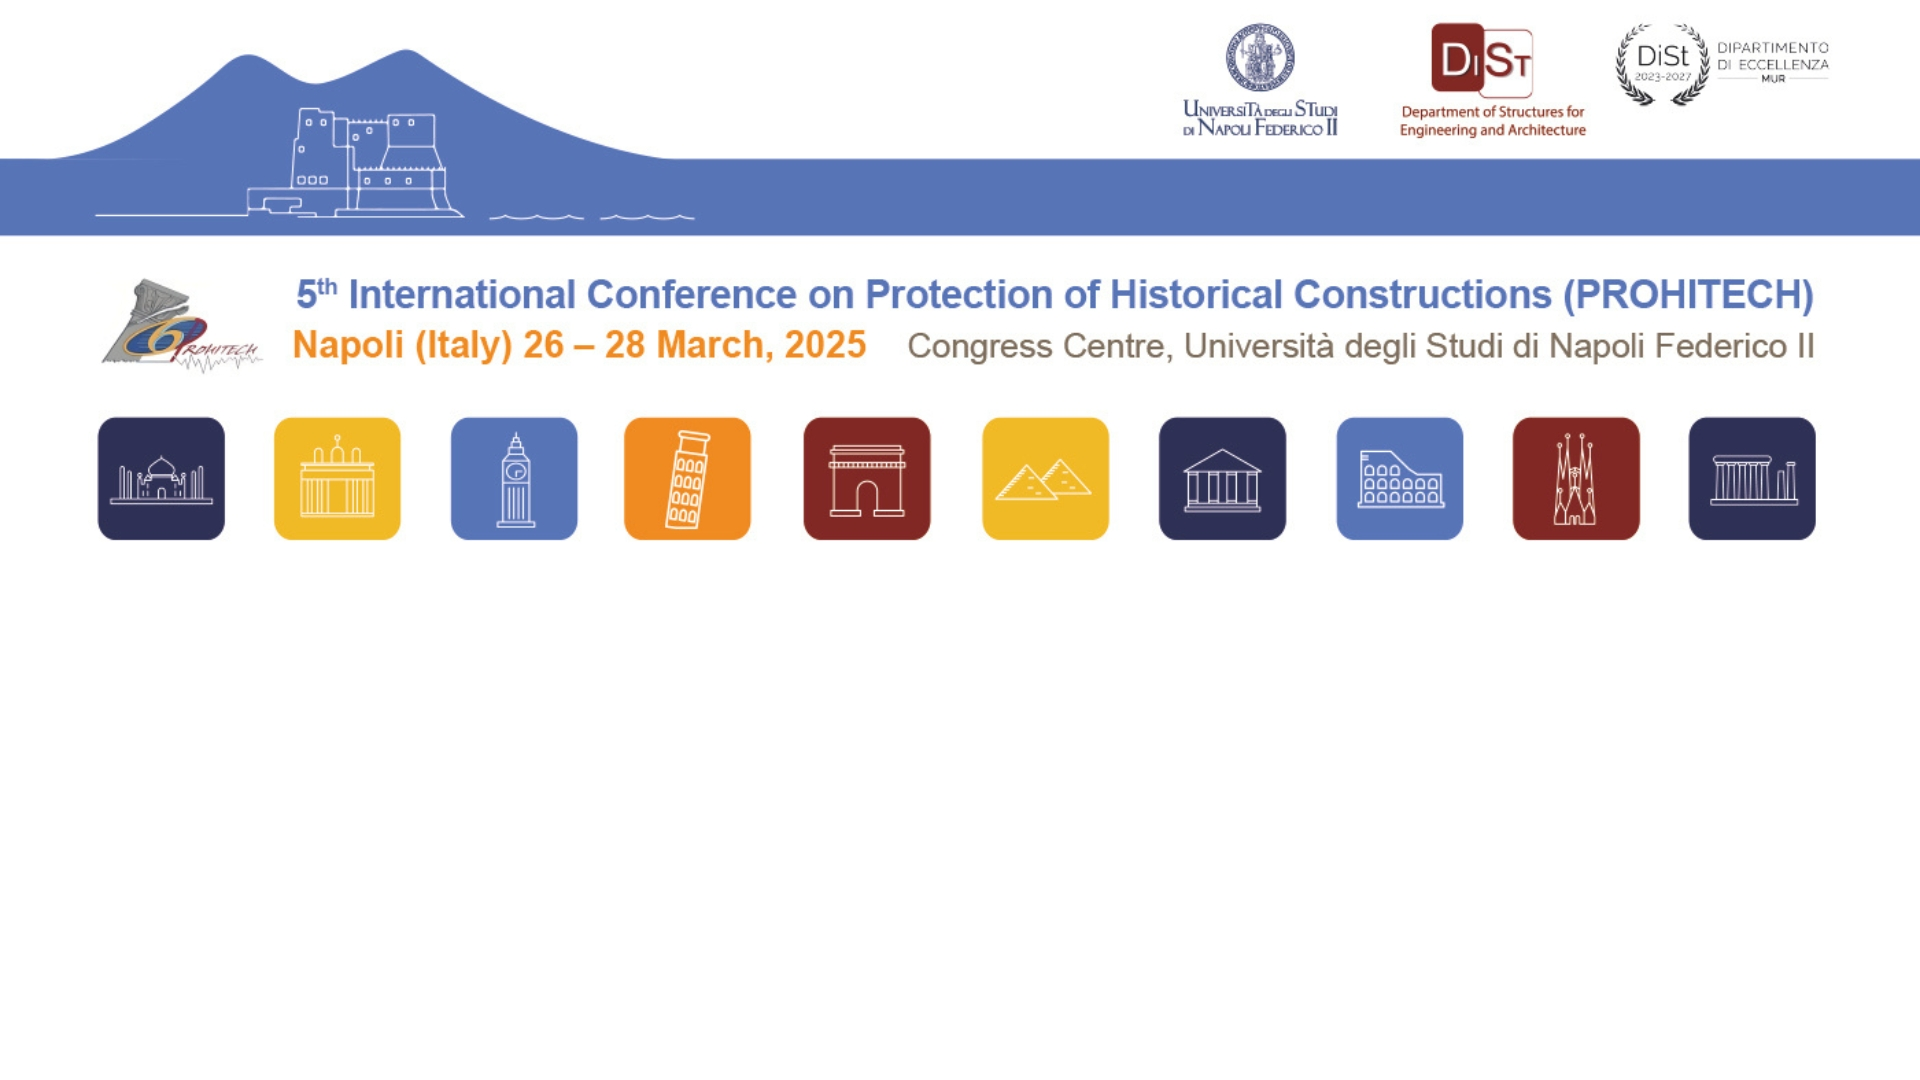 UNIVERSITÀ DEGLI STUDI
DI NAPOLI FEDERICO II
DiST
Department of Structures for
Engineering and Architecture
DiSt
2023-2027
DIPARTIMENTO
DI ECCELLENZA
MUR
5th International Conference on Protection of Historical Constructions (PROHITECH)
PROHITECH
Napoli (Italy) 26 – 28 March, 2025 Congress Centre, Università degli Studi di Napoli Federico II